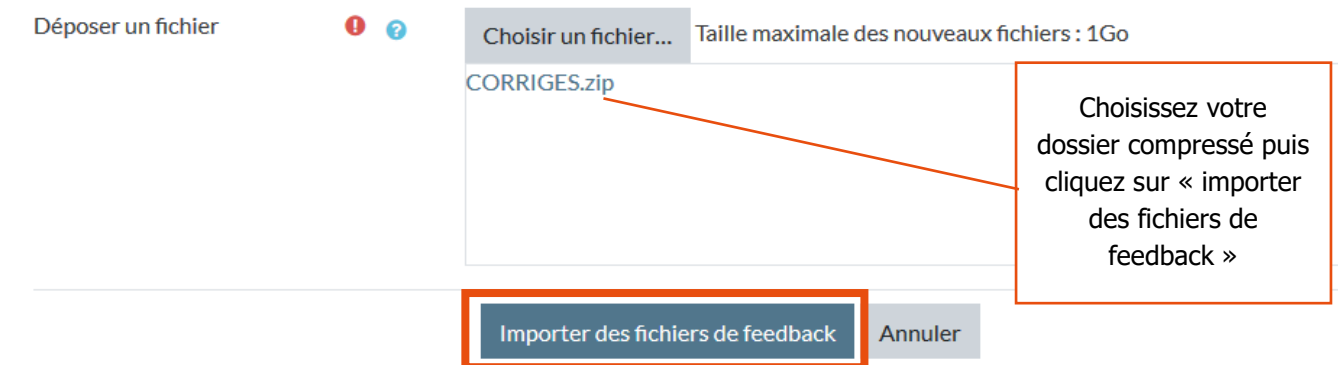 Déposer un fichier
Choisir un fichier... Taille maximale des nouveaux fichiers : 1Go
CORRIGES.zip
Choisissez votre
dossier compressé puis
cliquez sur « importer
des fichiers de
feedback »
Importer des fichiers de feedback
Annuler